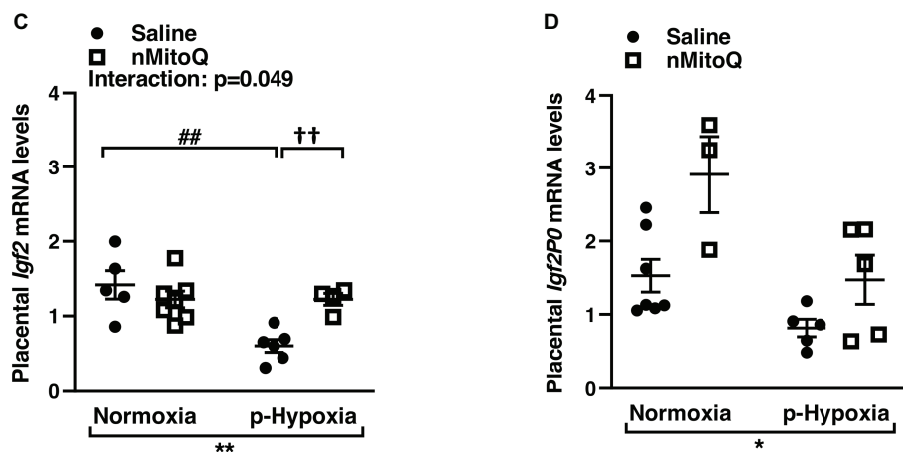 C
Saline
nMitoQ
Interaction: p=0.049
Placental Igf2 mRNA levels
4
3
2
1
0
##
††
Normoxia
p-Hypoxia
**
D
Saline
nMitoQ
Placental Igf2P0 mRNA levels
4
3
2
1
0
Normoxia
p-Hypoxia
*